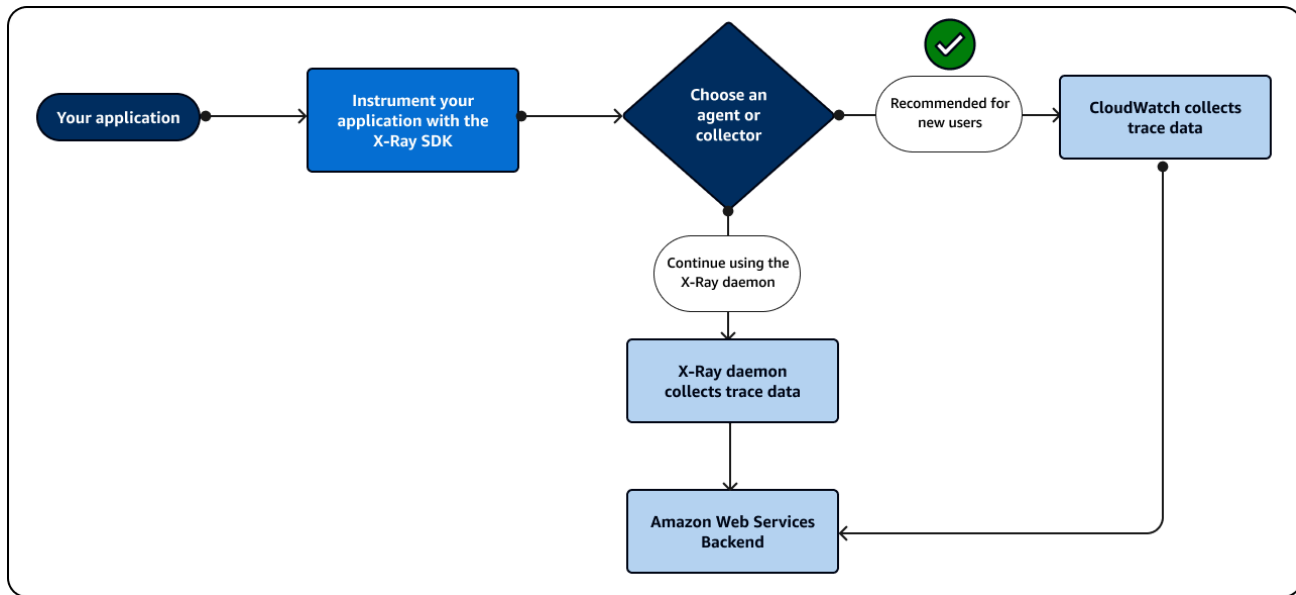 Your application
Instrument your
application with the
X-Ray SDK
Choose an
agent or
collector
Recommended for
new users
CloudWatch collects
trace data
Continue using the
X-Ray daemon
X-Ray daemon
collects trace data
Amazon Web Services
Backend